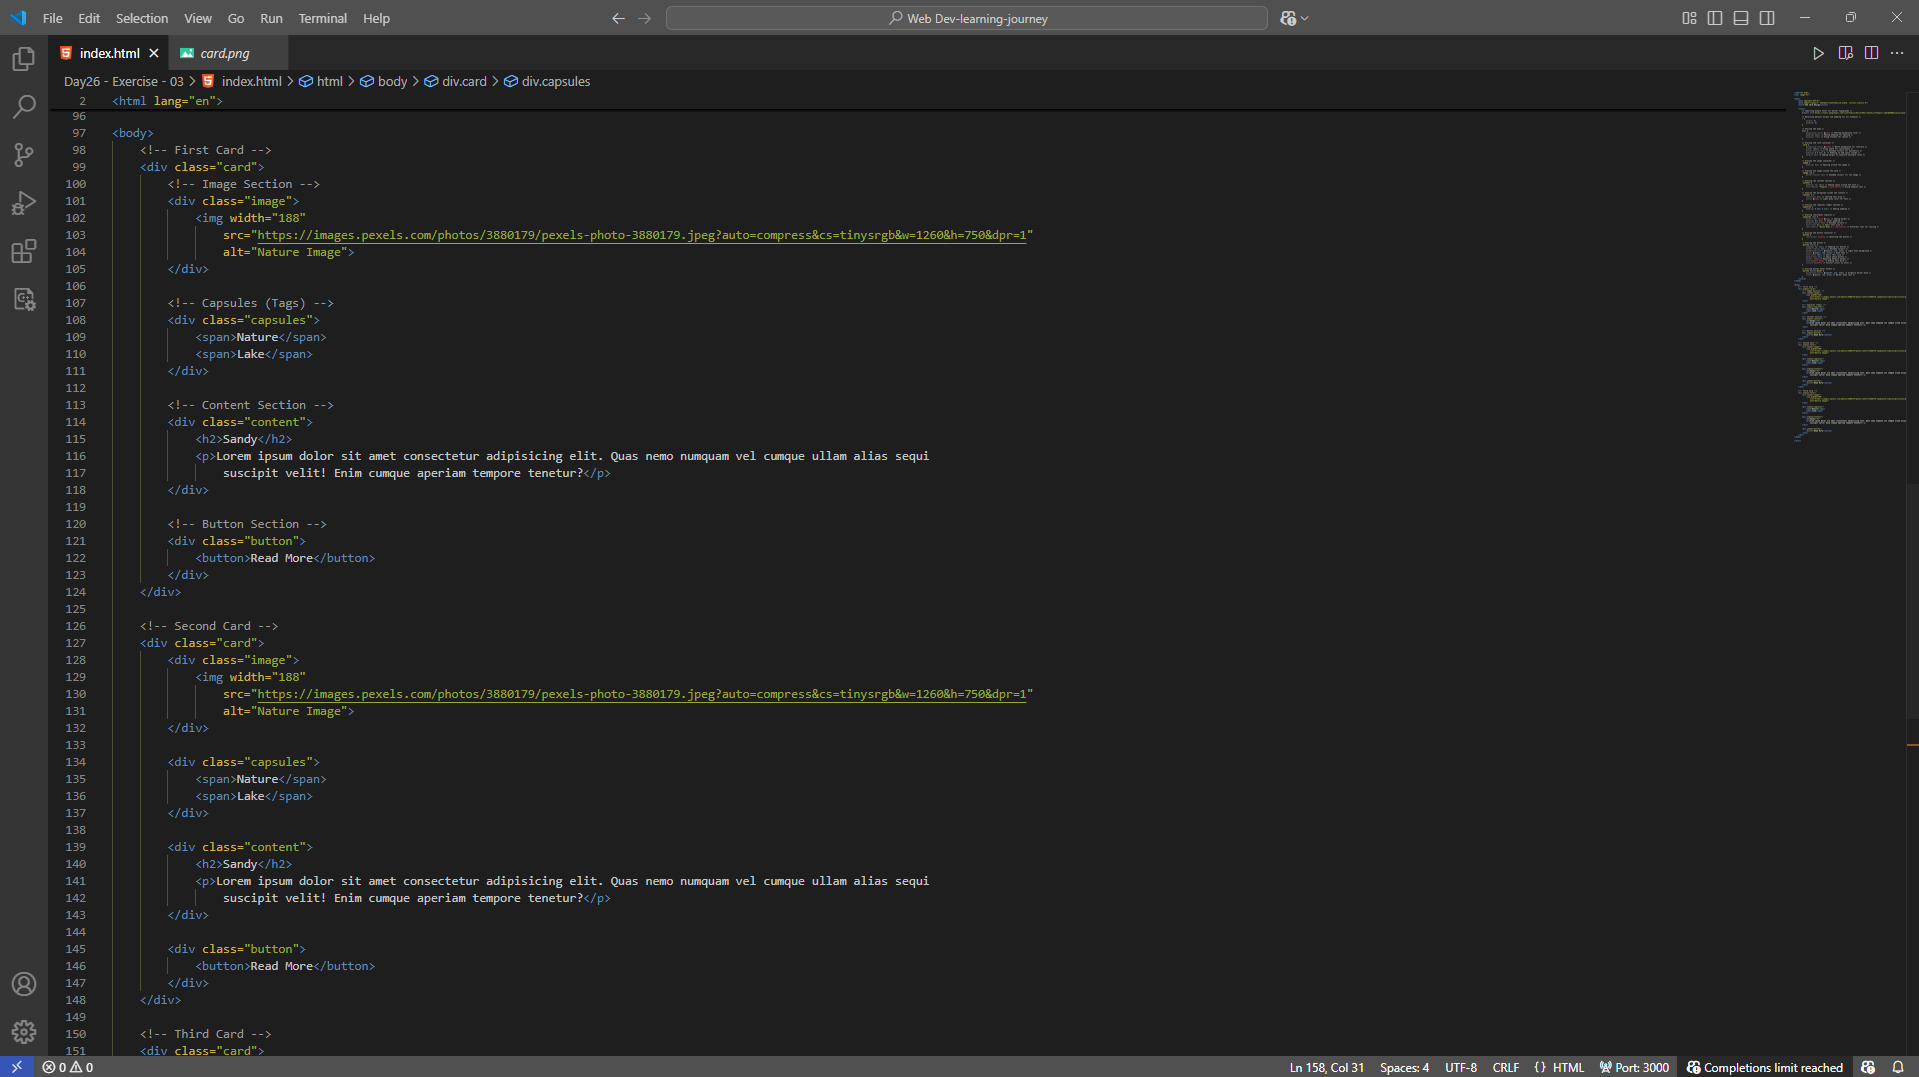 File Edit Selection View Go Run Terminal Help
Web Dev-learning-journey
index.html
card.png
Day26 - Exercise - 03 > index.html > html > body > div.card > div.capsules
2 <html lang="en">
96
97 <body>
98 <!-- First Card -->
99 <div class="card">
100 <!-- Image Section -->
101 <div class="image">
102 <img width="188"
103 src="https://images.pexels.com/photos/3880179/pexels-photo-3880179.jpeg?auto=compress&cs=tinysrgb&w=1260&h=750&dpr=1"
104 alt="Nature Image">
105 </div>
106
107 <!-- Capsules (Tags) -->
108 <div class="capsules">
109 <span>Nature</span>
110 <span>Lake</span>
111 </div>
112
113 <!-- Content Section -->
114 <div class="content">
115 <h2>Sandy</h2>
116 <p>Lorem ipsum dolor sit amet consectetur adipisicing elit. Quas nemo numquam vel cumque ullam alias sequi
117 suscipit velit! Enim cumque aperiam tempore tenetur?</p>
118 </div>
119
120 <!-- Button Section -->
121 <div class="button">
122 <button>Read More</button>
123 </div>
124 </div>
125
126 <!-- Second Card -->
127 <div class="card">
128 <div class="image">
129 <img width="188"
130 src="https://images.pexels.com/photos/3880179/pexels-photo-3880179.jpeg?auto=compress&cs=tinysrgb&w=1260&h=750&dpr=1"
131 alt="Nature Image">
132 </div>
133
134 <div class="capsules">
135 <span>Nature</span>
136 <span>Lake</span>
137 </div>
138
139 <div class="content">
140 <h2>Sandy</h2>
141 <p>Lorem ipsum dolor sit amet consectetur adipisicing elit. Quas nemo numquam vel cumque ullam alias sequi
142 suscipit velit! Enim cumque aperiam tempore tenetur?</p>
143 </div>
144
145 <div class="button">
146 <button>Read More</button>
147 </div>
148 </div>
149
150 <!-- Third Card -->
151 <div class="card">
0 0 Ln 158, Col 31 Spaces: 4 UTF-8 CRLF {} HTML Port: 3000 Completions limit reached